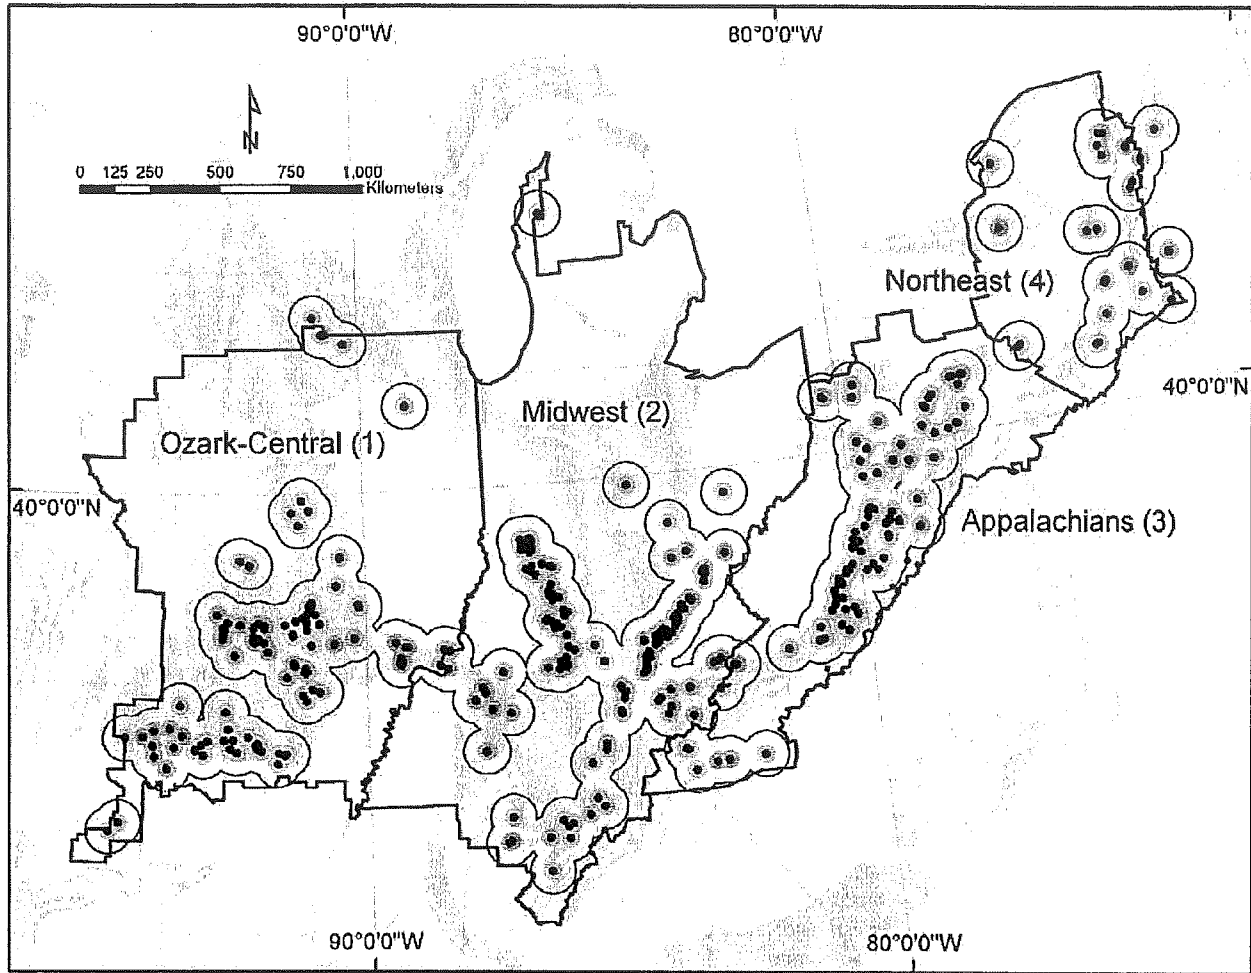 90°0'0"W 80°0'0"W
N
0 125 250 500 750 1,000
Kilometers
Northeast (4)
40°0'0"N
Midwest (2)
Ozark-Central (1)
40°0'0"N
Appalachians (3)
90°0'0"W 80°0'0"W